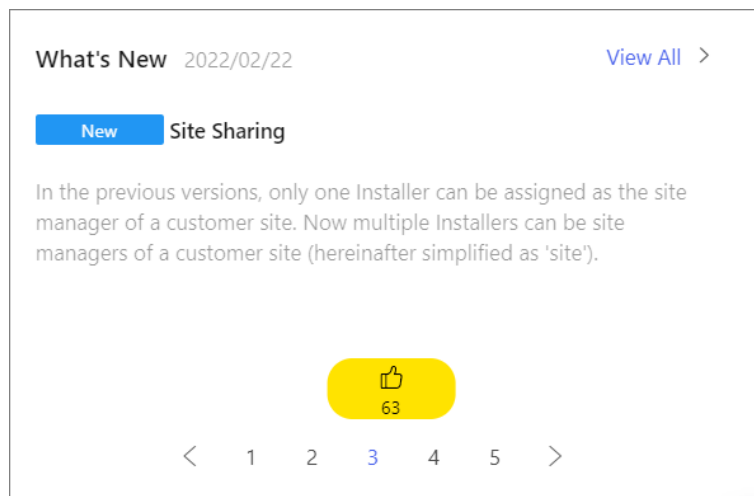 What's New 2022/02/22 View All
New Site Sharing
In the previous versions, only one Installer can be assigned as the site
manager of a customer site. Now multiple Installers can be site
managers of a customer site (hereinafter simplified as 'site').
63
1 2 3 4 5